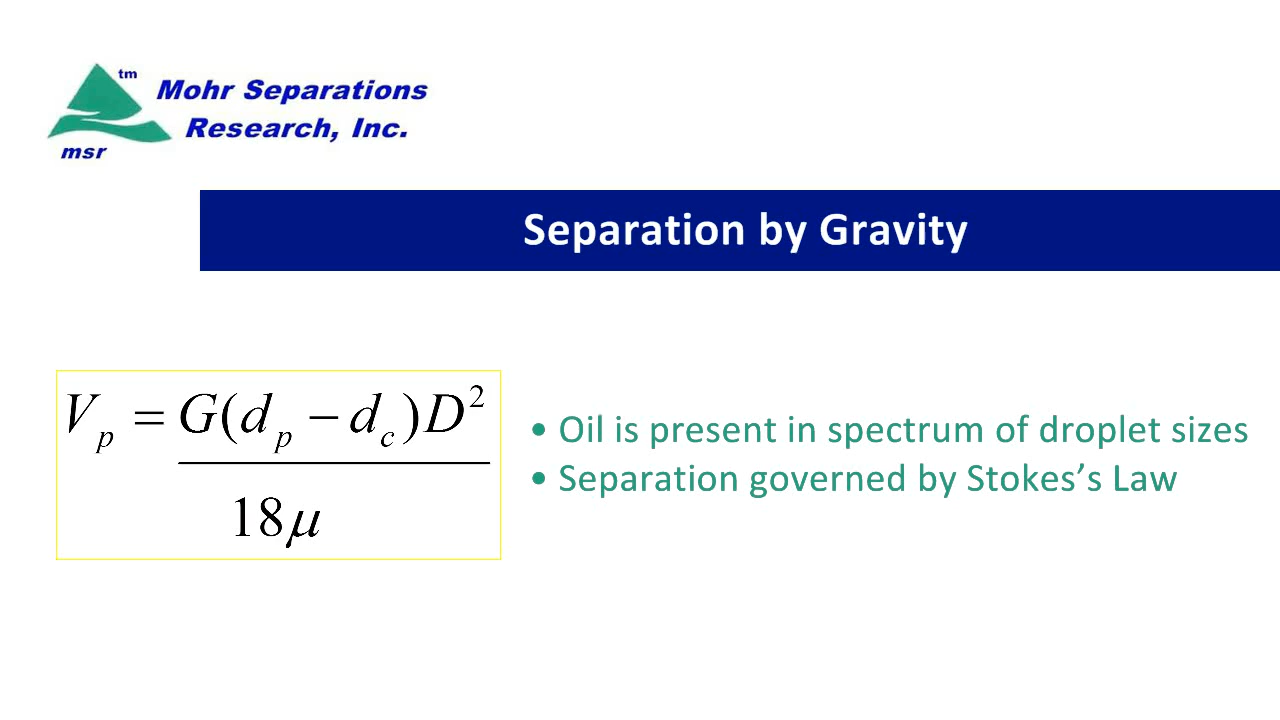 tm
Mohr Separations
Research, Inc.
msr
Separation by Gravity
V_p = G(d_p − d_c)D²
18μ
• Oil is present in spectrum of droplet sizes
• Separation governed by Stokes’s Law